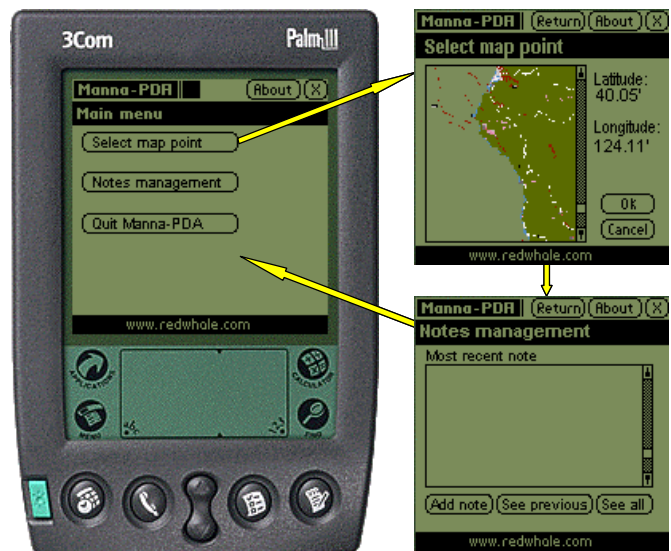 3Com
PalmIII
Manna-PDA
About
X
Main menu
Select map point
Notes management
Quit Manna-PDA
www.redwhale.com
APPLICATIONS
MENU
CALCULATOR
FIND
Manna-PDA
Return
About
X
Select map point
Latitude:
40.05'
Longitude:
124.11'
OK
Cancel
www.redwhale.com
Manna-PDA
Return
About
X
Notes management
Most recent note
Add note
See previous
See all
www.redwhale.com